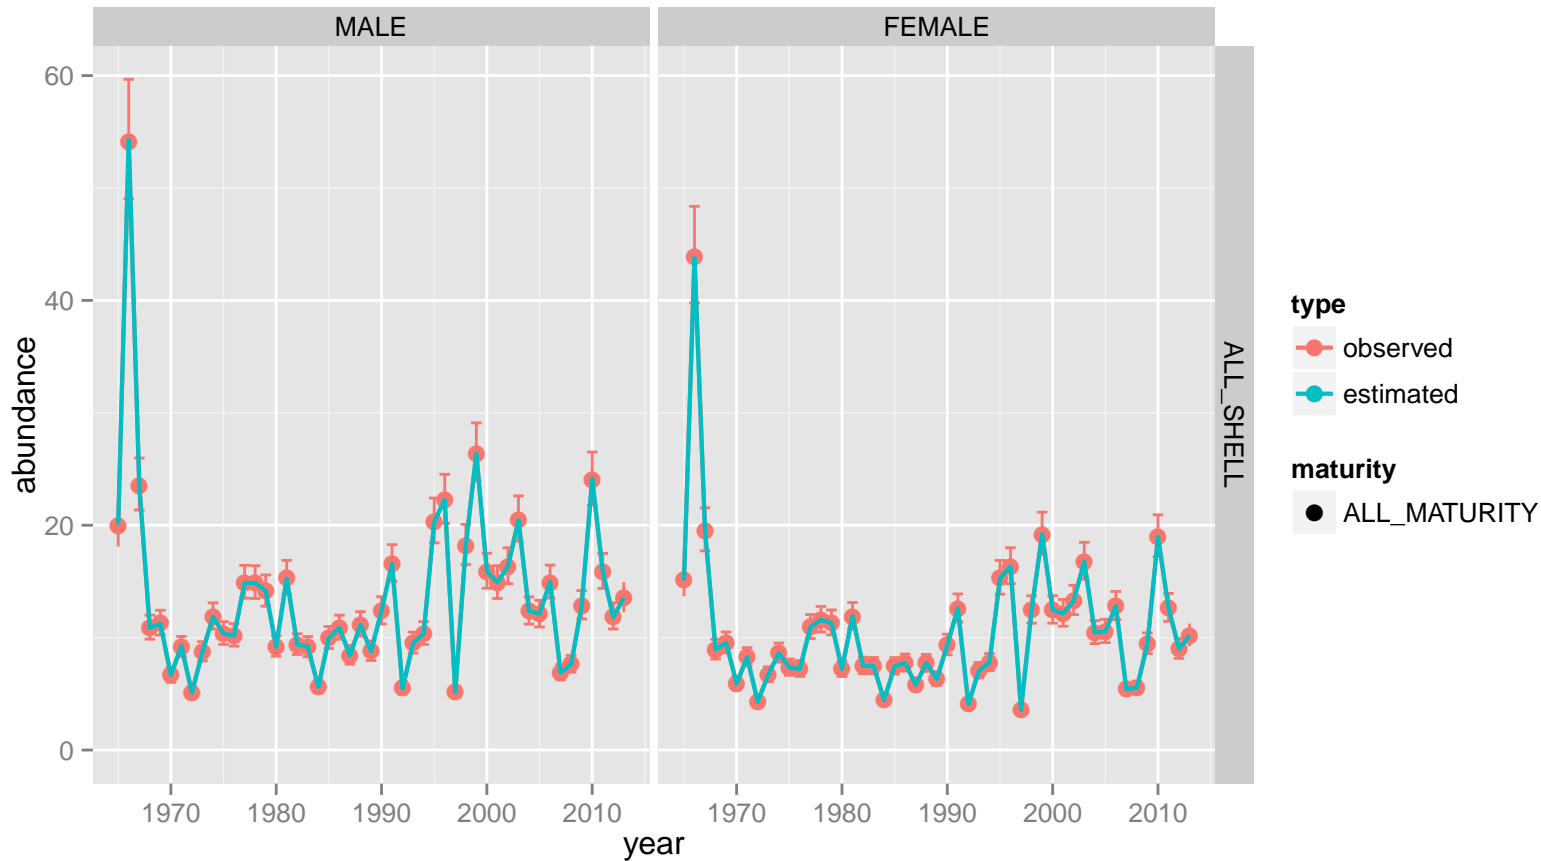 MALE
FEMALE
60
40
20
0
abundance
1970 1980 1990 2000 2010
1970 1980 1990 2000 2010
year
ALL_SHELL
type
observed
estimated
maturity
ALL_MATURITY